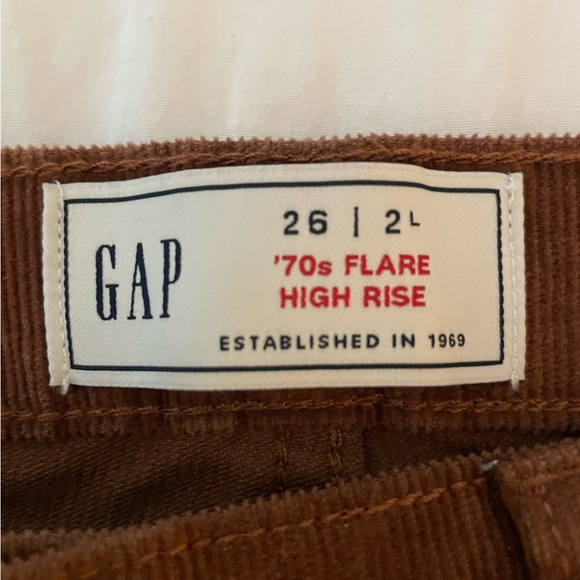 GAP
26 | 2L
'70s FLARE
HIGH RISE
ESTABLISHED IN 1969